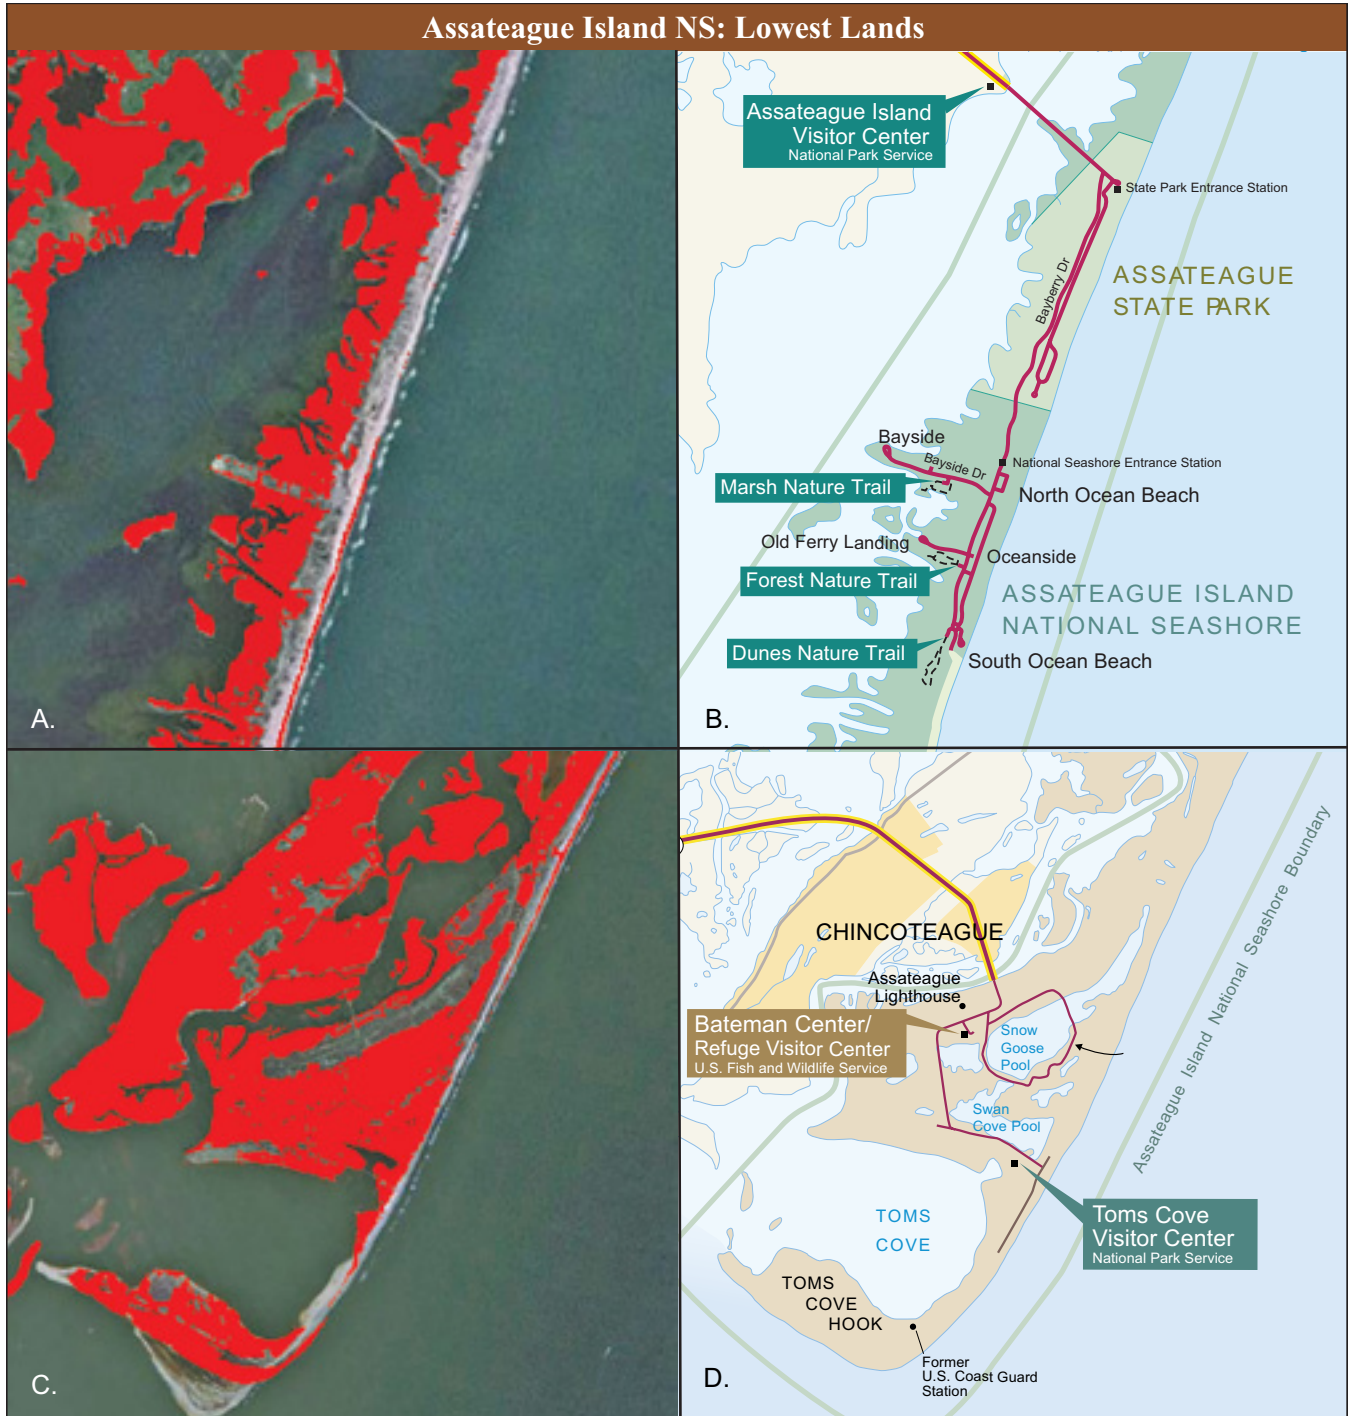 Assateague Island NS: Lowest Lands
A.
Assateague Island
Visitor Center
National Park Service
State Park Entrance Station
Bayberry Dr
ASSATEAGUE
STATE PARK
Bayside
Bayside Dr
National Seashore Entrance Station
Marsh Nature Trail
North Ocean Beach
Old Ferry Landing
Oceanside
Forest Nature Trail
ASSATEAGUE ISLAND
NATIONAL SEASHORE
Dunes Nature Trail
South Ocean Beach
B.
C.
Assateague Island National Seashore Boundary
CHINCOTEAGUE
Assateague
Lighthouse
Bateman Center/
Refuge Visitor Center
U.S. Fish and Wildlife Service
Snow
Goose
Pool
Swan
Cove Pool
Toms Cove
Visitor Center
National Park Service
TOMS
COVE
TOMS
COVE
HOOK
Former
U.S. Coast Guard
Station
D.